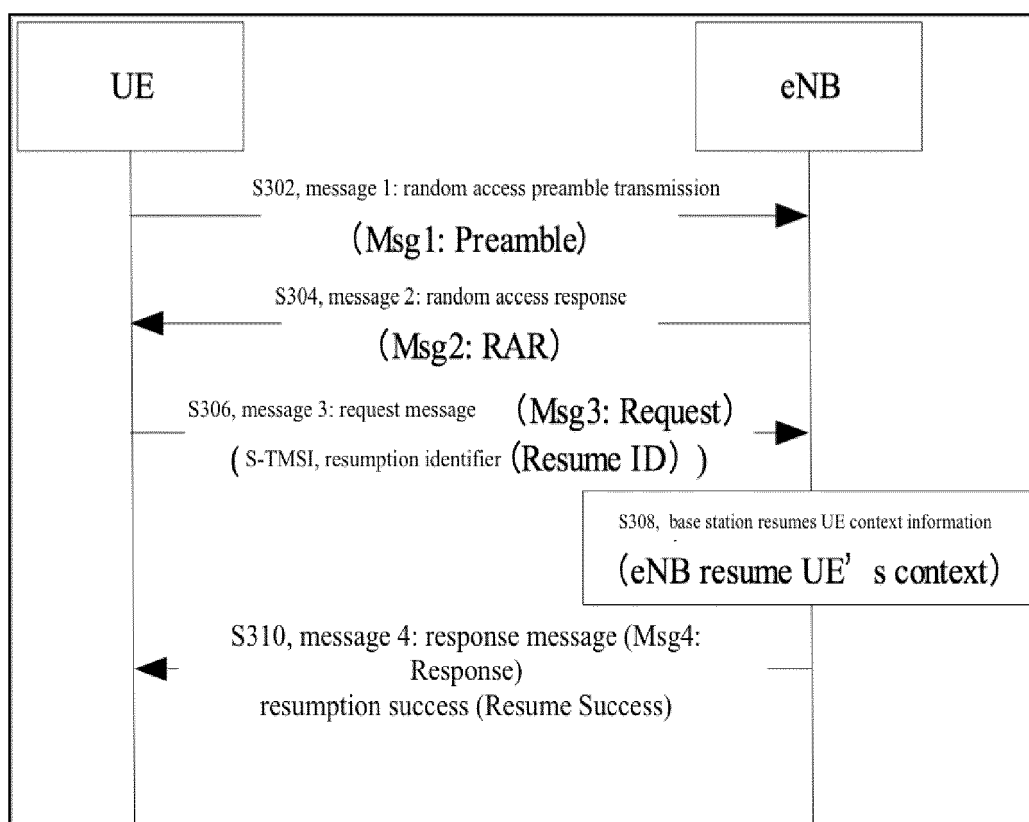 UE
eNB
S302, message 1: random access preamble transmission
(Msg1: Preamble)
S304, message 2: random access response
(Msg2: RAR)
S306, message 3: request message (Msg3: Request)
( S-TMSI, resumption identifier (Resume ID) )
S308, base station resumes UE context information
(eNB resume UE’ s context)
S310, message 4: response message (Msg4:
Response)
resumption success (Resume Success)